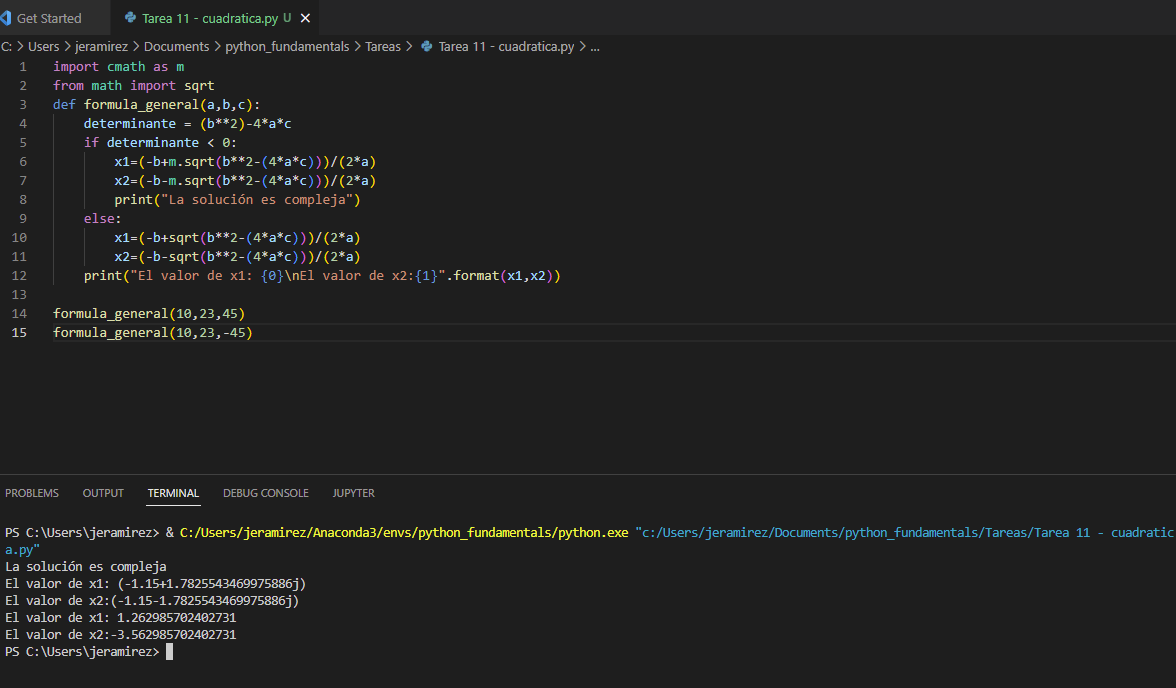 Get Started
Tarea 11 - cuadratica.py U
C: > Users > jeramirez > Documents > python_fundamentals > Tareas > Tarea 11 - cuadratica.py > ...
1 import cmath as m
2 from math import sqrt
3 def formula_general(a,b,c):
4     determinante = (b**2)-4*a*c
5     if determinante < 0:
6         x1=(-b+m.sqrt(b**2-(4*a*c)))/(2*a)
7         x2=(-b-m.sqrt(b**2-(4*a*c)))/(2*a)
8         print("La solución es compleja")
9     else:
10         x1=(-b+sqrt(b**2-(4*a*c)))/(2*a)
11         x2=(-b-sqrt(b**2-(4*a*c)))/(2*a)
12     print("El valor de x1: {0}\nEl valor de x2:{1}".format(x1,x2))
13
14 formula_general(10,23,45)
15 formula_general(10,23,-45)
PROBLEMS OUTPUT TERMINAL DEBUG CONSOLE JUPYTER
PS C:\Users\jeramirez> & C:/Users/jeramirez/Anaconda3/envs/python_fundamentals/python.exe "c:/Users/jeramirez/Documents/python_fundamentals/Tareas/Tarea 11 - cuadratic
a.py"
La solución es compleja
El valor de x1: (-1.15+1.7825543469975886j)
El valor de x2:(-1.15-1.7825543469975886j)
El valor de x1: 1.262985702402731
El valor de x2:-3.562985702402731
PS C:\Users\jeramirez>